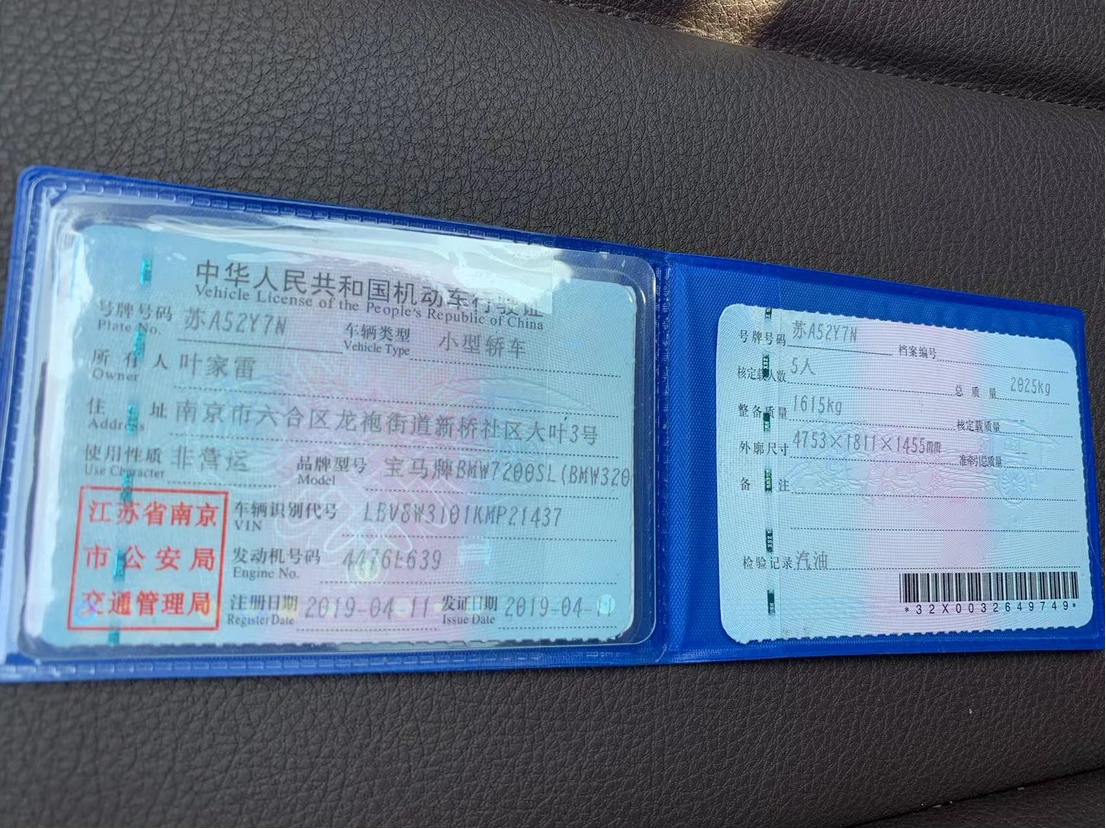 中华人民共和国机动车行驶证
Vehicle License of the People's Republic of China
号牌号码 苏A52Y7N 车辆类型 小型轿车
Plate No. Vehicle Type
所有人 叶家雷
Owner
住址 南京市六合区龙袍街道新桥社区大叶3号
Address
使用性质 非营运 品牌型号 宝马牌BMW7200SL(BMW320
Use Character Model
江苏省南京
市公安局
交通管理局
车辆识别代号 LBV8W3101KMP21437
VIN
发动机号码 4476L639
Engine No.
注册日期 2019-04-11 发证日期 2019-04-11
Register Date Issue Date
号牌号码 苏A52Y7N 档案编号
核定载人数 5人 总质量 2025kg
整备质量 1615kg 核定载质量
外廓尺寸 4753×1811×1455mm 准牵引总质量
备注
检验记录 汽油
*32X0032649749*